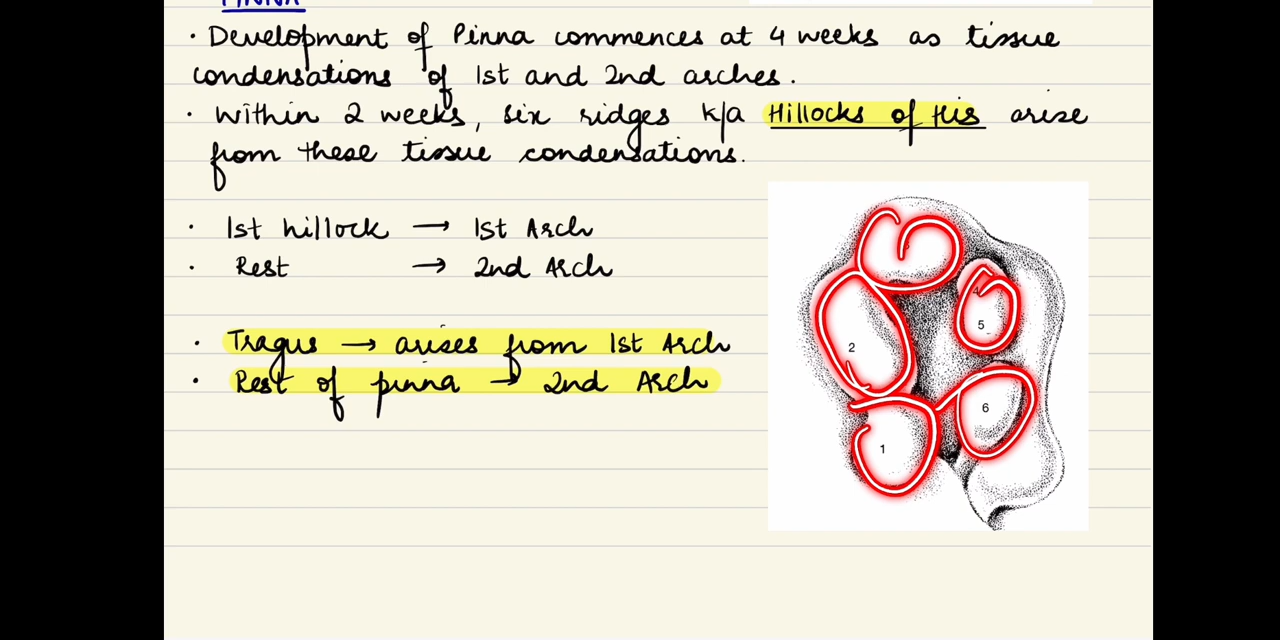 PINNA
· Development of Pinna commences at 4 weeks as tissue
condensations of 1st and 2nd arches.
· Within 2 weeks, six ridges k/a Hillocks of His arise
from these tissue condensations.
· 1st hillock → 1st Arch
· Rest → 2nd Arch
· Tragus → arises from 1st Arch
· Rest of pinna → 2nd Arch
4
5
2
6
1